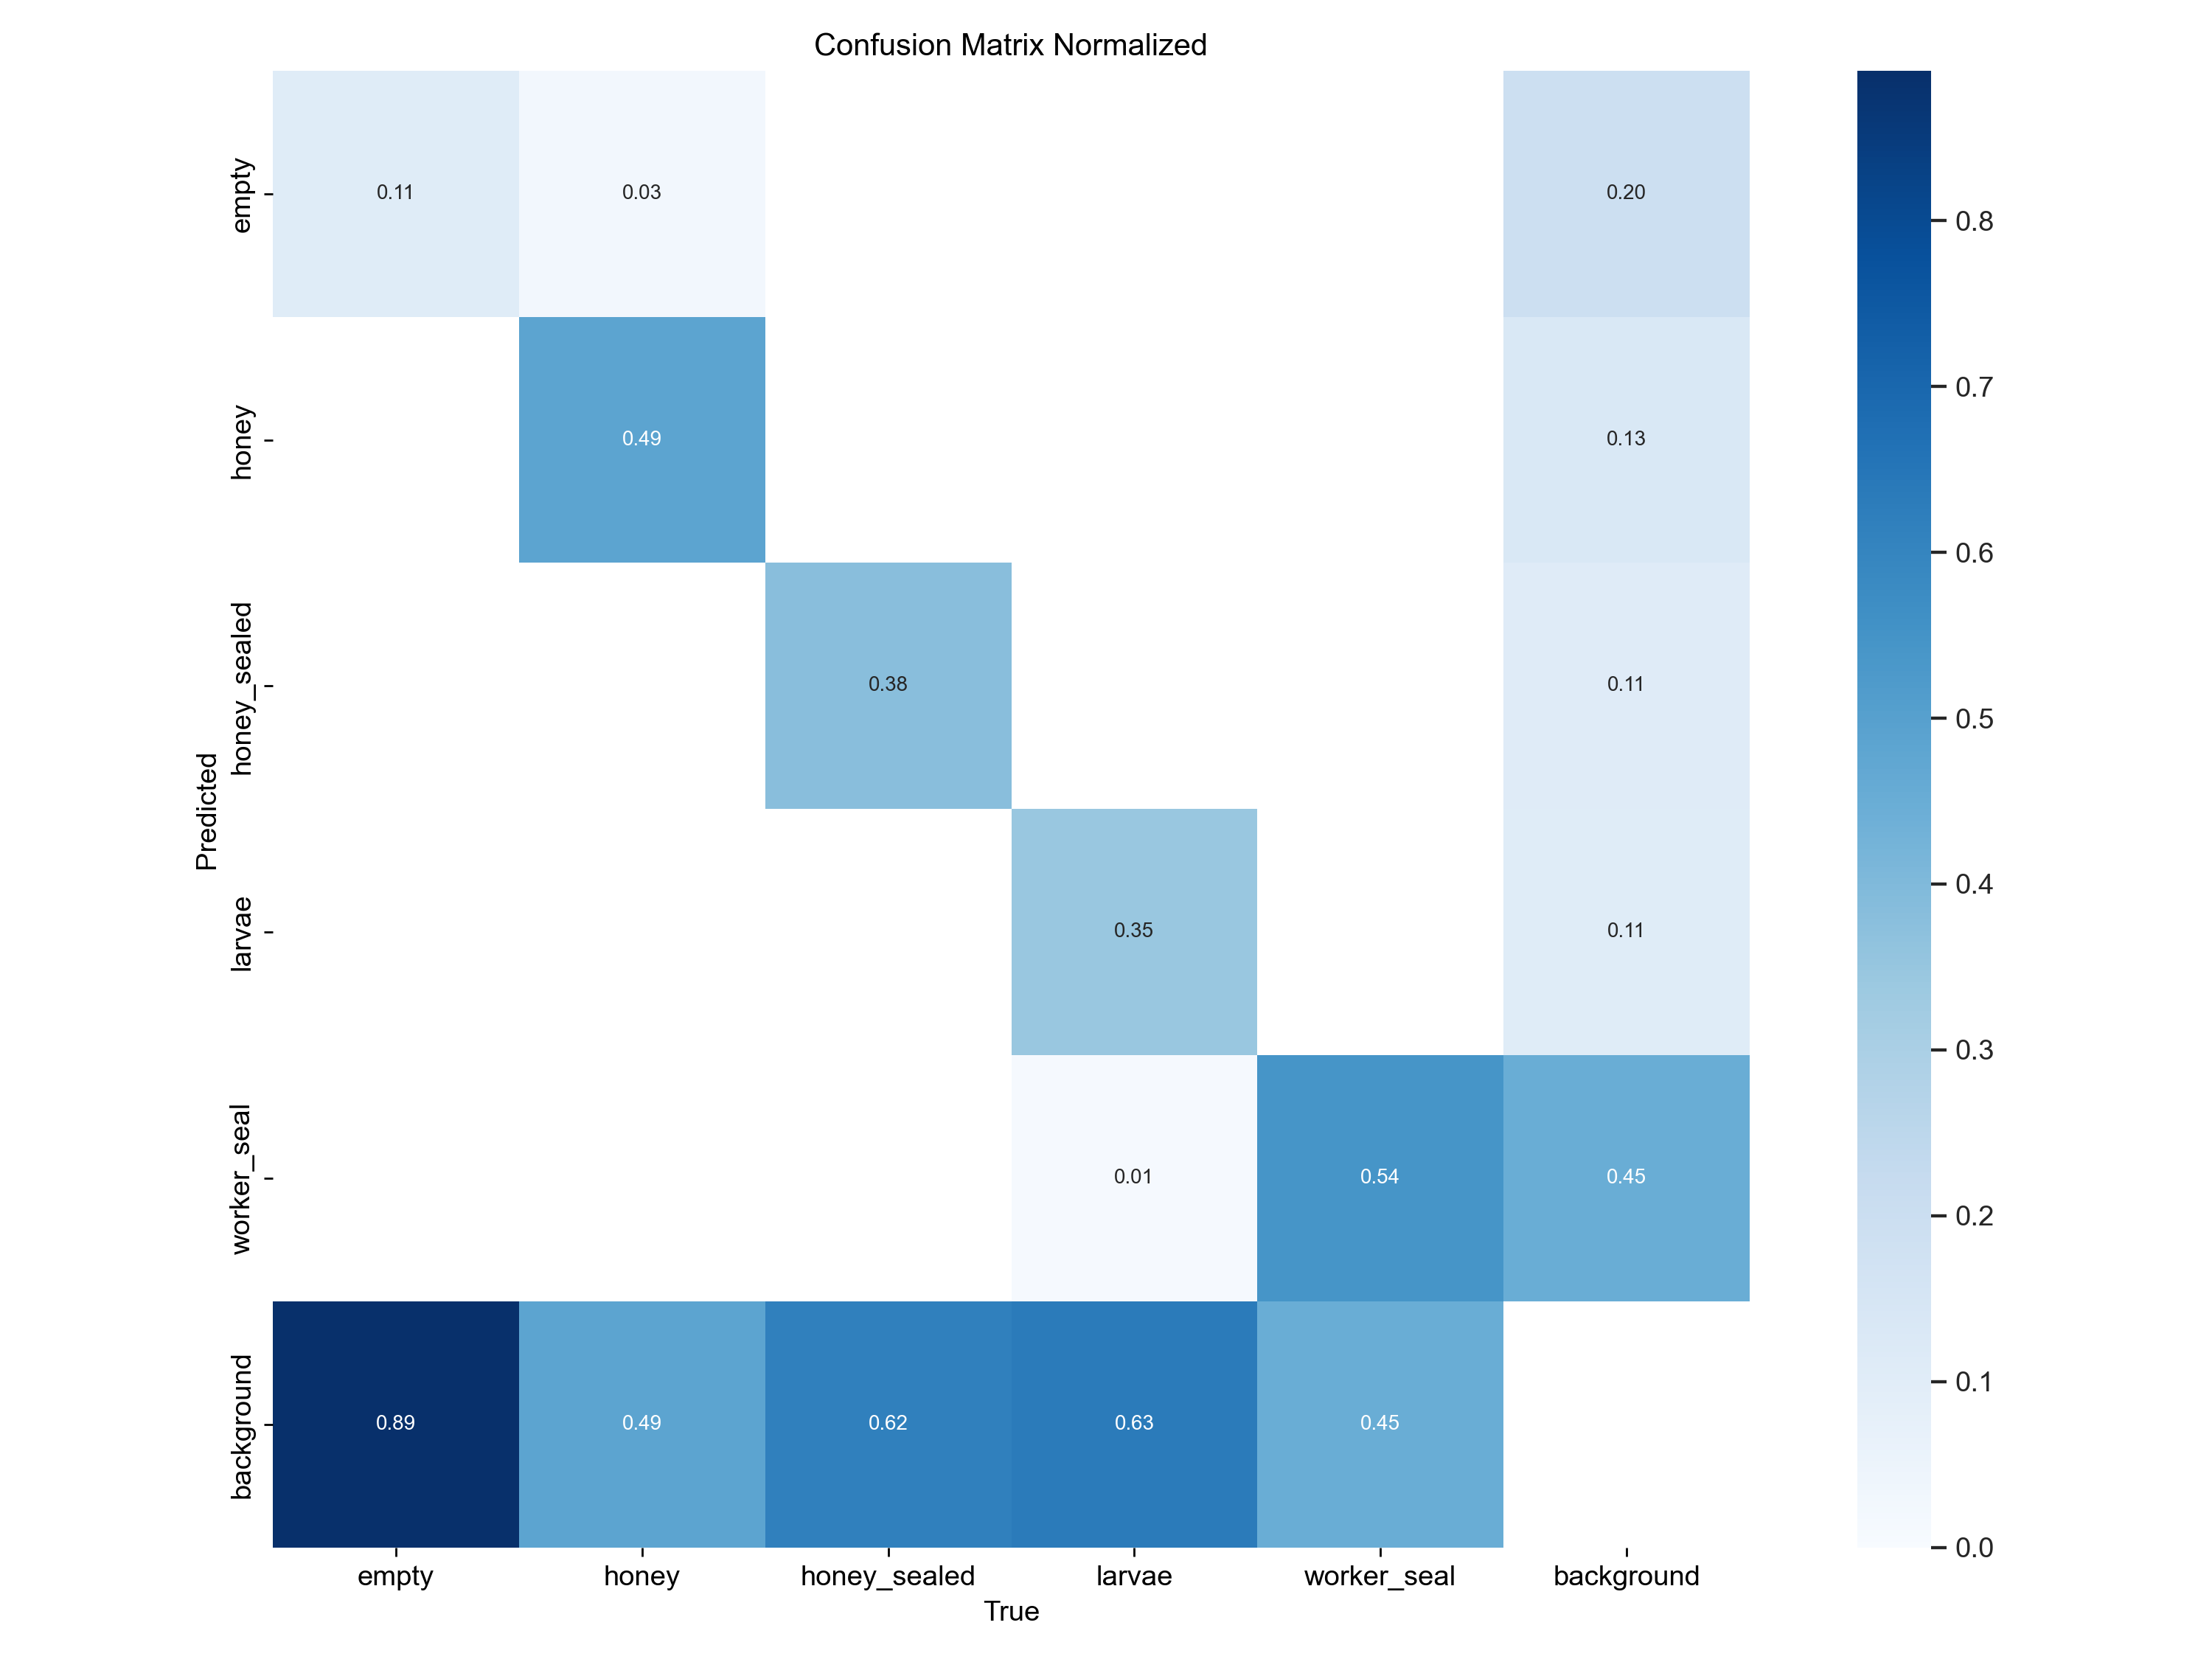 Confusion Matrix Normalized
empty
0.11
0.03
0.20
honey
0.49
0.13
honey_sealed
0.38
0.11
larvae
0.35
0.11
worker_seal
0.01
0.54
0.45
background
0.89
0.49
0.62
0.63
0.45
Predicted
empty
honey
honey_sealed
larvae
worker_seal
background
True
0.8
0.7
0.6
0.5
0.4
0.3
0.2
0.1
0.0